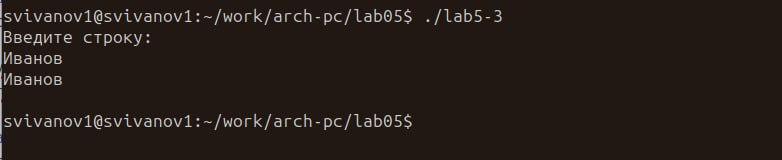 svivanov1@svivanov1:~/work/arch-pc/lab05$ ./lab5-3
Введите строку:
Иванов
Иванов
svivanov1@svivanov1:~/work/arch-pc/lab05$